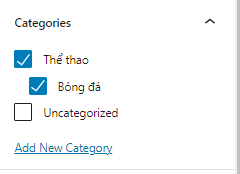 Categories
Thể thao
Bóng đá
Uncategorized
Add New Category